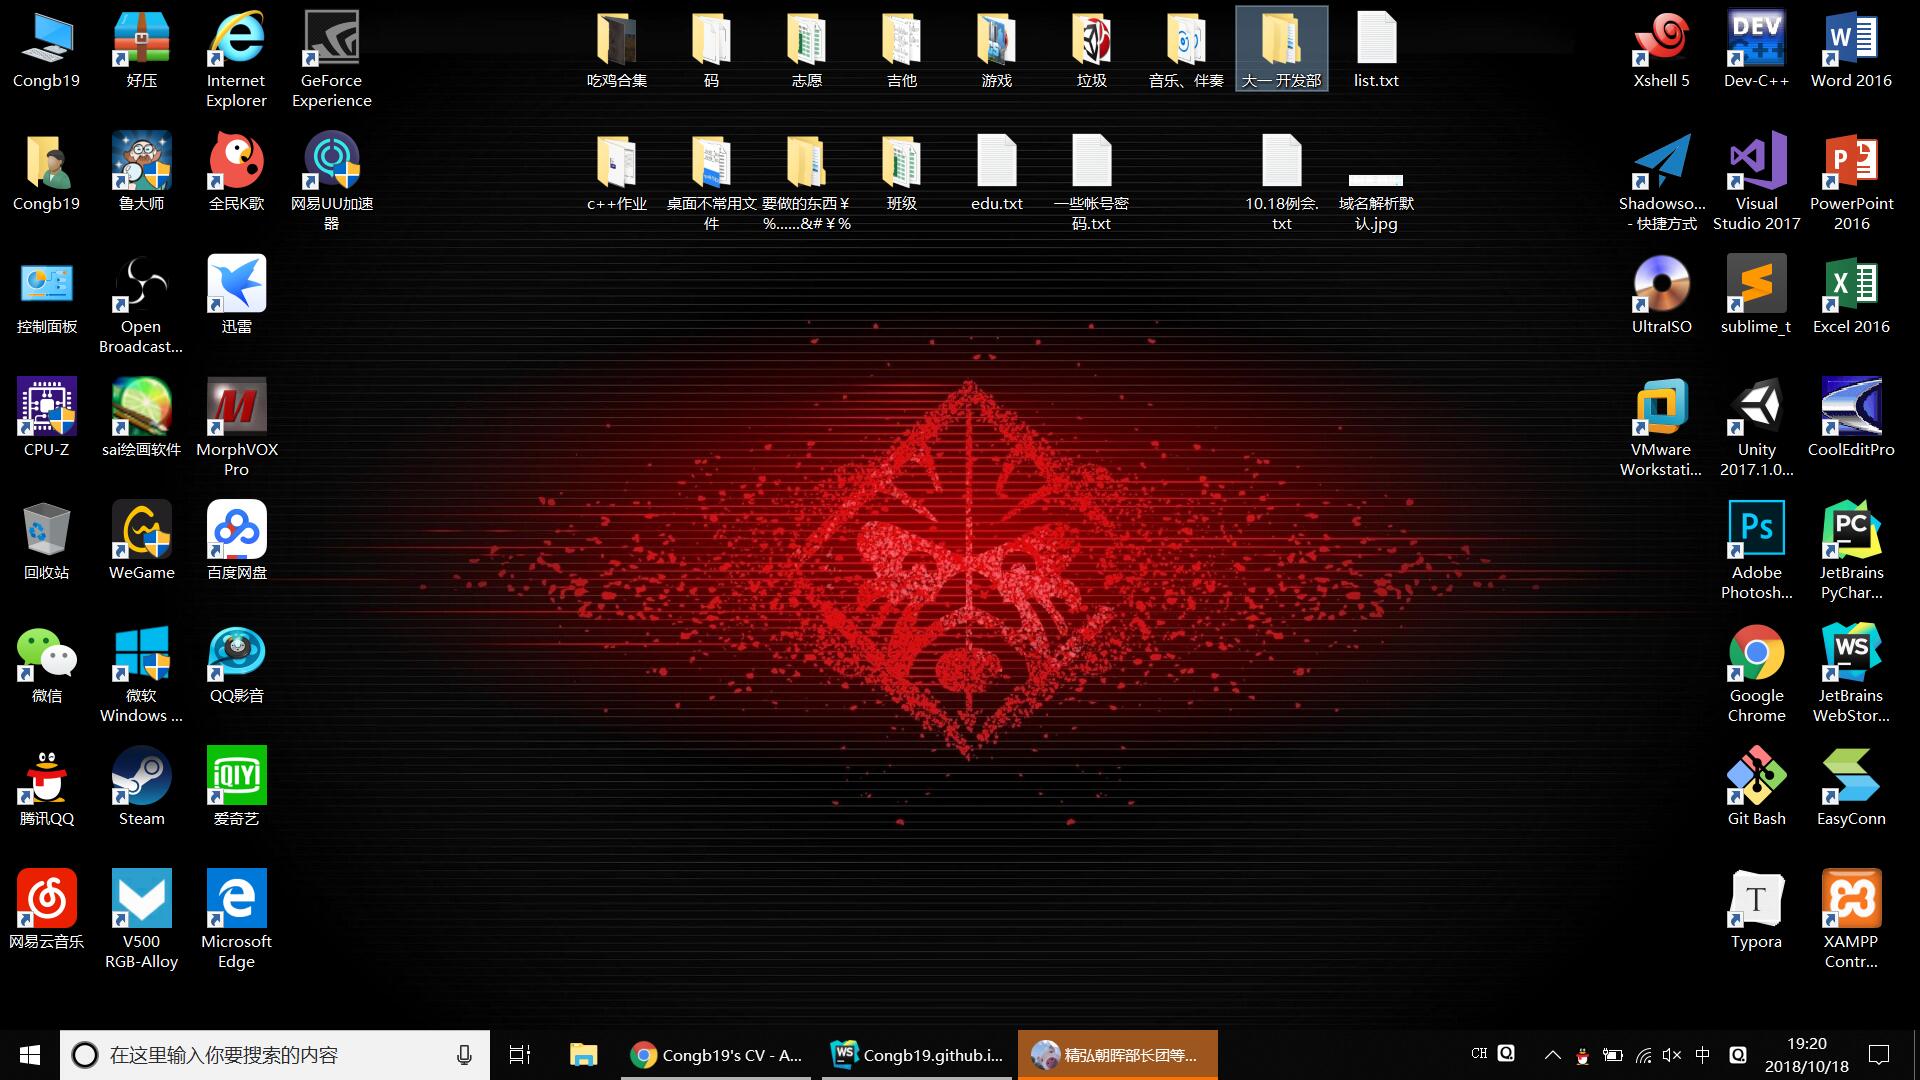 Congb19
好压
Internet
Explorer
GeForce
Experience
吃鸡合集
码
志愿
吉他
游戏
垃圾
音乐、伴奏
大一 开发部
list.txt
Xshell 5
DEV
C++
Dev-C++
Word 2016
Congb19
鲁大师
全民K歌
网易UU加速
器
c++作业
桌面不常用文
件
要做的东西￥
%......&#￥%
班级
edu.txt
一些帐号密
码.txt
10.18例会.
txt
域名解析默
认.jpg
Shadowso...
- 快捷方式
Visual
Studio 2017
PowerPoint
2016
控制面板
Open
Broadcast...
迅雷
UltraISO
sublime_t
Excel 2016
CPU-Z
sai绘画软件
MorphVOX
Pro
VMware
Workstati...
Unity
2017.1.0...
CoolEditPro
回收站
WeGame
百度网盘
Ps
Adobe
Photosh...
PC
JetBrains
PyChar...
微信
微软
Windows ...
QQ影音
Google
Chrome
WS
JetBrains
WebStor...
腾讯QQ
Steam
iQIYI
爱奇艺
Git Bash
EasyConn
网易云音乐
V500
RGB-Alloy
Microsoft
Edge
T
Typora
XAMPP
Contr...
在这里输入你要搜索的内容
Congb19's CV - A...
WS
Congb19.github.i...
精弘朝晖部长团等...
CH
中
19:20
2018/10/18